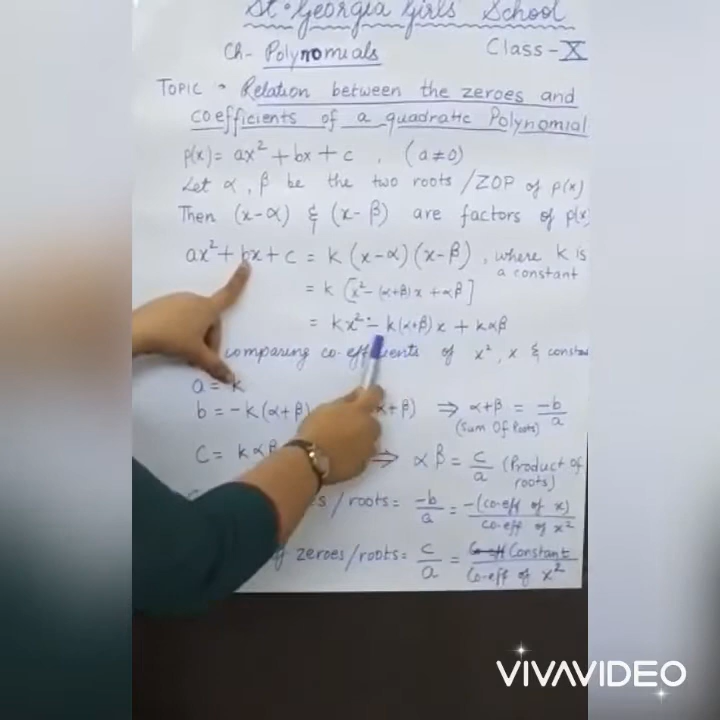 St. Georgia Girls' School
Ch- Polynomials Class-X
TOPIC - Relation between the zeroes and
coefficients of a quadratic Polynomial
p(x)= ax² + bx + c , (a≠0)
Let α, β be the two roots /ZOP of p(x)
Then (x-α) & (x-β) are factors of p(x
ax² + bx + c = k (x-α)(x-β), where k is
a constant
= k [x²-(α+β)x+αβ]
= kx² - k(α+β)x + kαβ
comparing co-efficients of x², x & consta
a = k
b = -k(α+β) α+β) ⇒ α+β = -b/a
(Sum Of Roots)
C = kαβ ⇒ αβ = c/a (Product of
roots)
s/roots= -b/a = -(co-eff of x)/co-eff of x²
zeroes/roots= c/a = Constant/Co-eff of x²
VIVAVIDEO